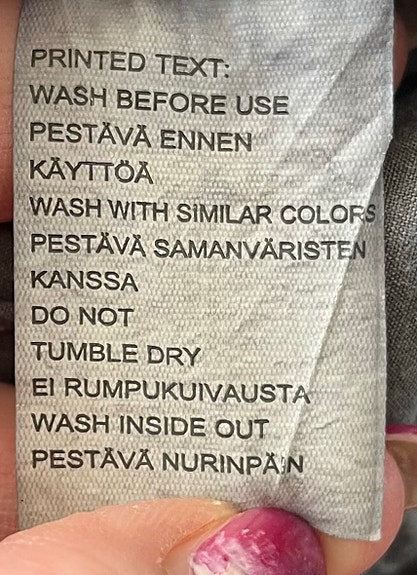 PRINTED TEXT:
WASH BEFORE USE
PESTÄVÄ ENNEN
KÄYTTÖÄ
WASH WITH SIMILAR COLORS
PESTÄVÄ SAMANVÄRISTEN
KANSSA
DO NOT
TUMBLE DRY
EI RUMPUKUIVAUSTA
WASH INSIDE OUT
PESTÄVÄ NURINPÄIN